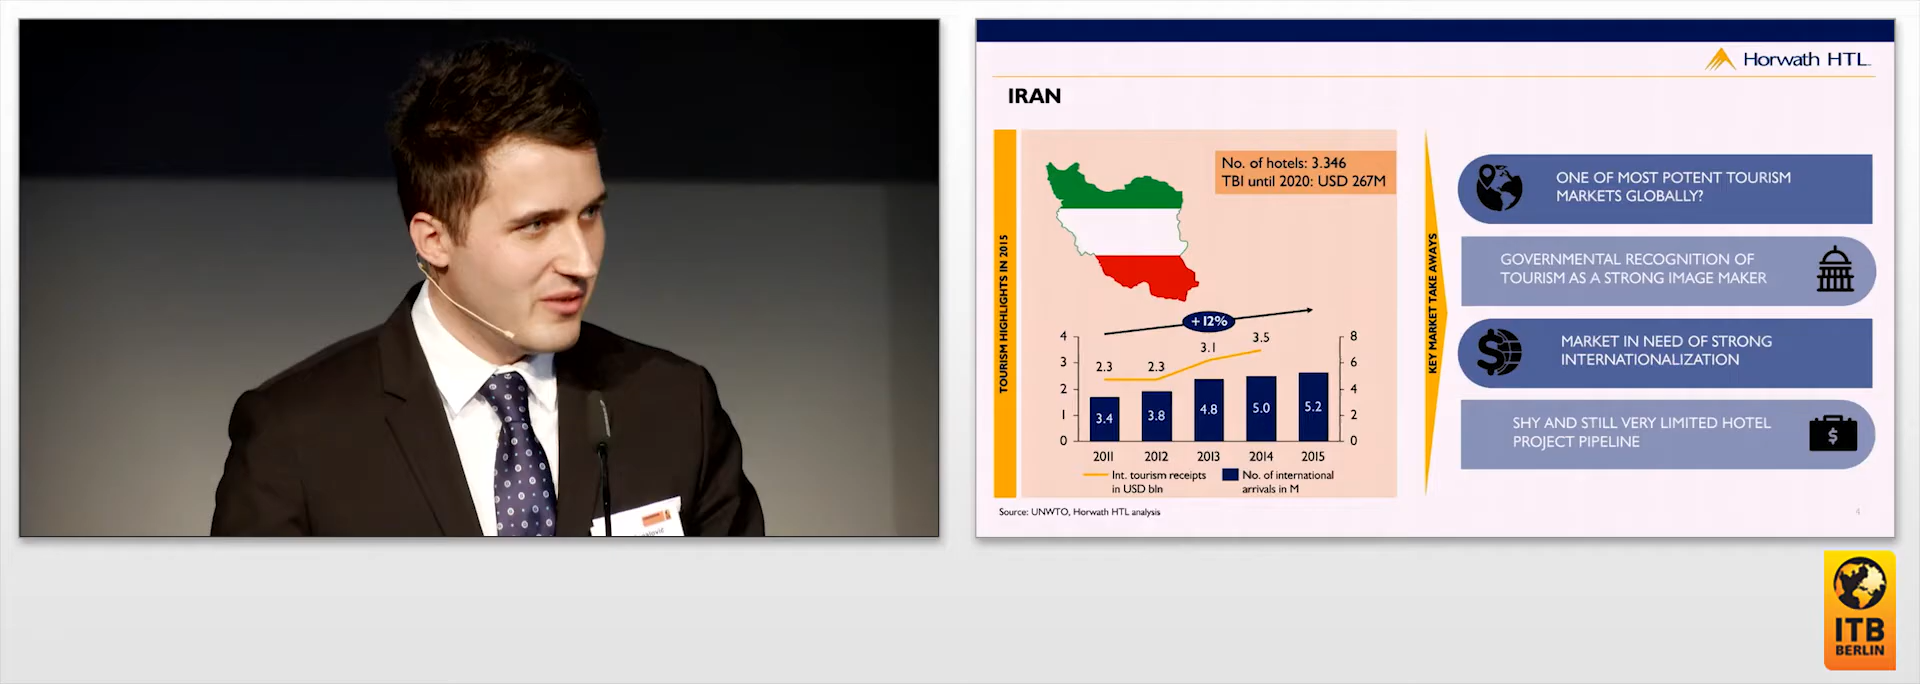 Horwath HTL
IRAN
TOURISM HIGHLIGHTS IN 2015
No. of hotels: 3.346
TBI until 2020: USD 267M
+12%
4
3
2
1
0
8
6
4
2
0
2.3
2.3
3.1
3.5
3.4
3.8
4.8
5.0
5.2
2011
2012
2013
2014
2015
Int. tourism receipts
in USD bln
No. of international
arrivals in M
KEY MARKET TAKE AWAYS
ONE OF MOST POTENT TOURISM
MARKETS GLOBALLY?
GOVERNMENTAL RECOGNITION OF
TOURISM AS A STRONG IMAGE MAKER
$
MARKET IN NEED OF STRONG
INTERNATIONALIZATION
SHY AND STILL VERY LIMITED HOTEL
PROJECT PIPELINE
$
Source: UNWTO, Horwath HTL analysis
4
ITB
BERLIN